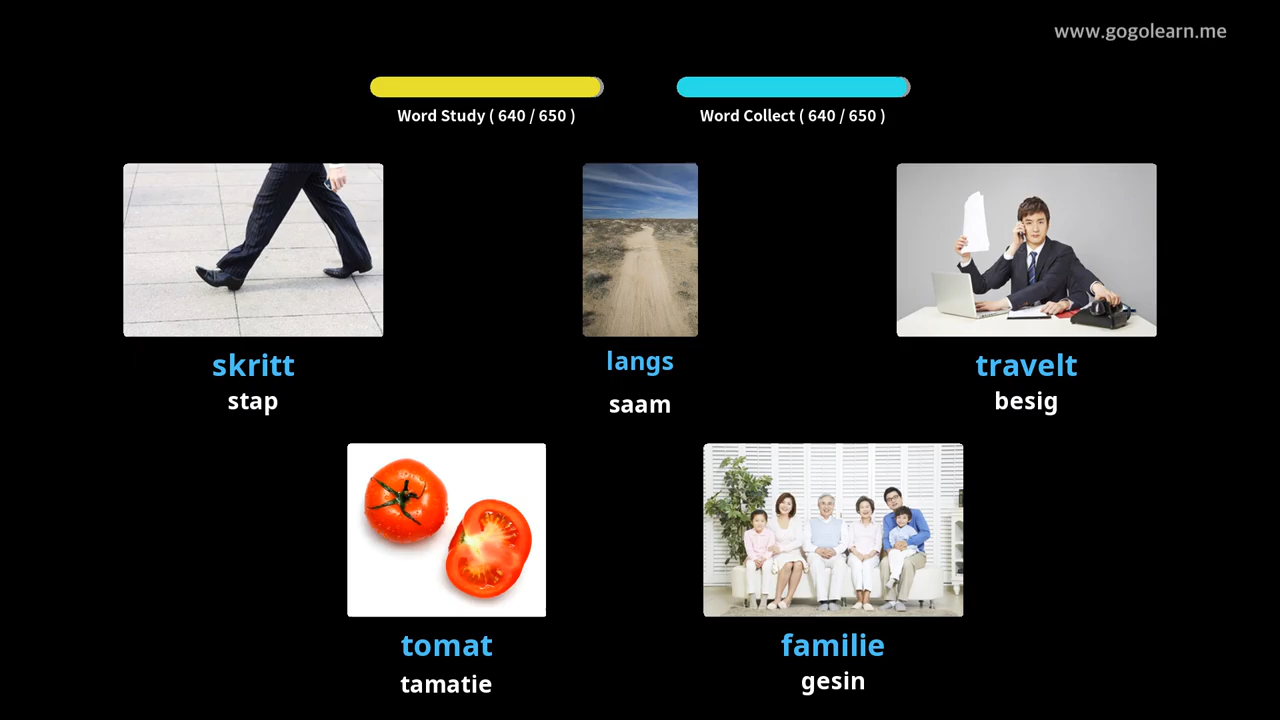 www.gogolearn.me
Word Study ( 640 / 650 )
Word Collect ( 640 / 650 )
skritt
stap
langs
saam
travelt
besig
tomat
tamatie
familie
gesin